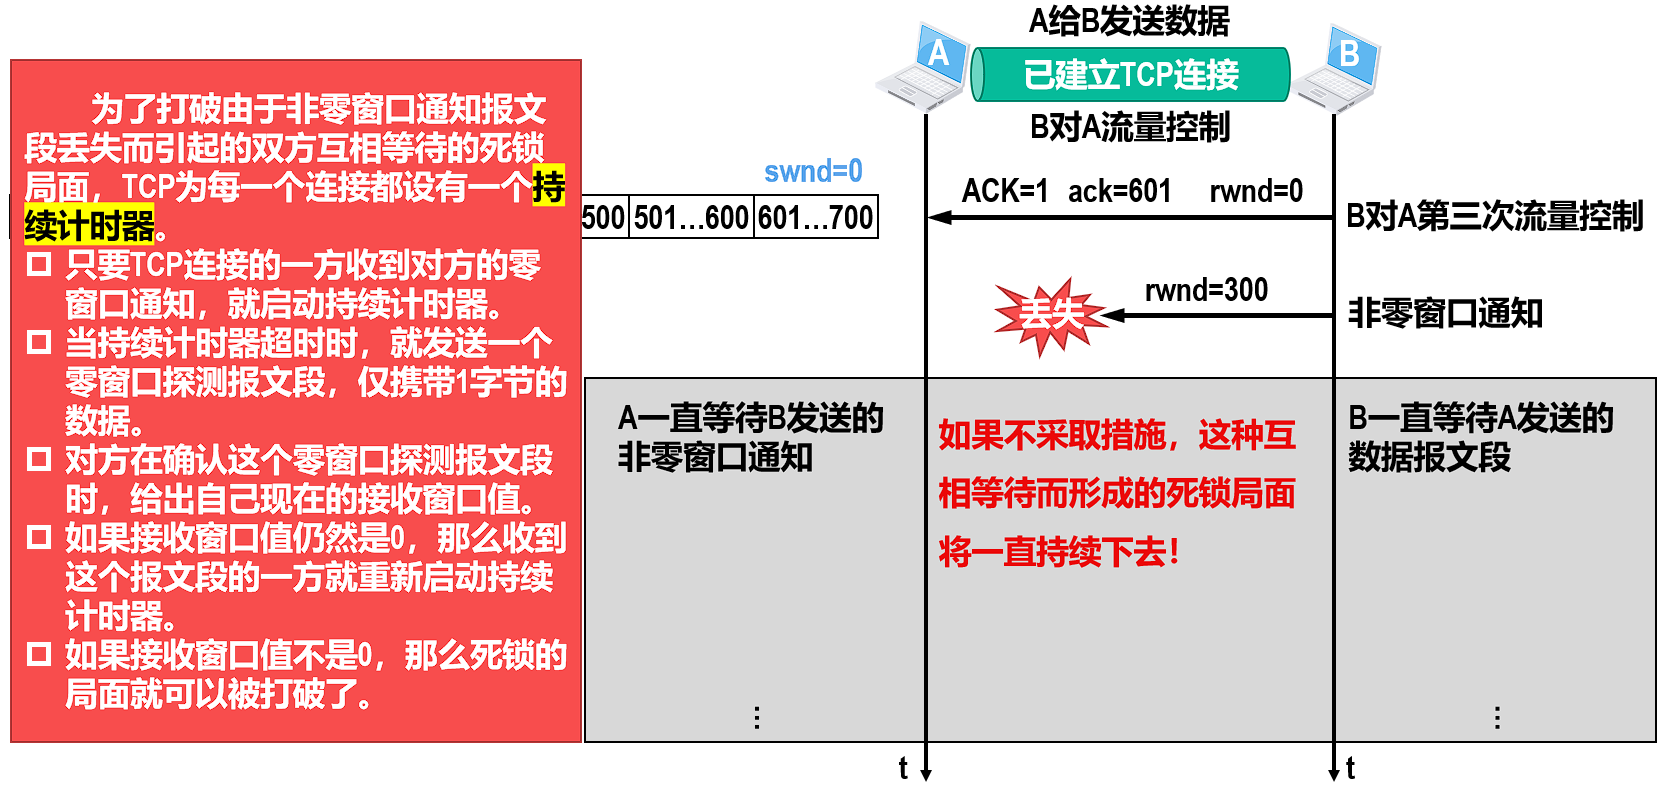 A给B发送数据
A
已建立TCP连接
B
B对A流量控制
为了打破由于非零窗口通知报文
段丢失而引起的双方互相等待的死锁
局面，TCP为每一个连接都设有一个持
续计时器。
只要TCP连接的一方收到对方的零
窗口通知，就启动持续计时器。
当持续计时器超时时，就发送一个
零窗口探测报文段，仅携带1字节的
数据。
对方在确认这个零窗口探测报文段
时，给出自己现在的接收窗口值。
如果接收窗口值仍然是0，那么收到
这个报文段的一方就重新启动持续
计时器。
如果接收窗口值不是0，那么死锁的
局面就可以被打破了。
swnd=0
500 501…600 601…700
ACK=1 ack=601 rwnd=0
B对A第三次流量控制
丢失
rwnd=300
非零窗口通知
A一直等待B发送的
非零窗口通知
如果不采取措施，这种互
相等待而形成的死锁局面
将一直持续下去！
B一直等待A发送的
数据报文段
⋮
⋮
t
t